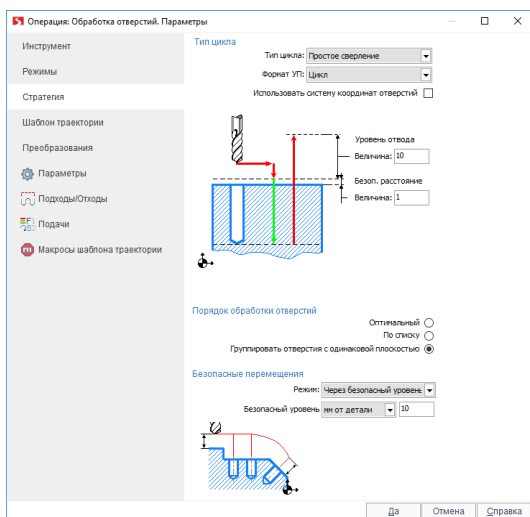 Операция: Обработка отверстий. Параметры
Инструмент
Режимы
Стратегия
Шаблон траектории
Преобразования
Параметры
Подходы/Отходы
Подачи
Макросы шаблона траектории
Тип цикла
Тип цикла: Простое сверление
Формат УП: Цикл
Использовать систему координат отверстий
Уровень отвода
Величина: 10
Безоп. расстояние
Величина: 1
Порядок обработки отверстий
Оптимальный
По списку
Группировать отверстия с одинаковой плоскостью
Безопасные перемещения
Режим: Через безопасный уровень
Безопасный уровень мм от детали 10
Да Отмена Справка